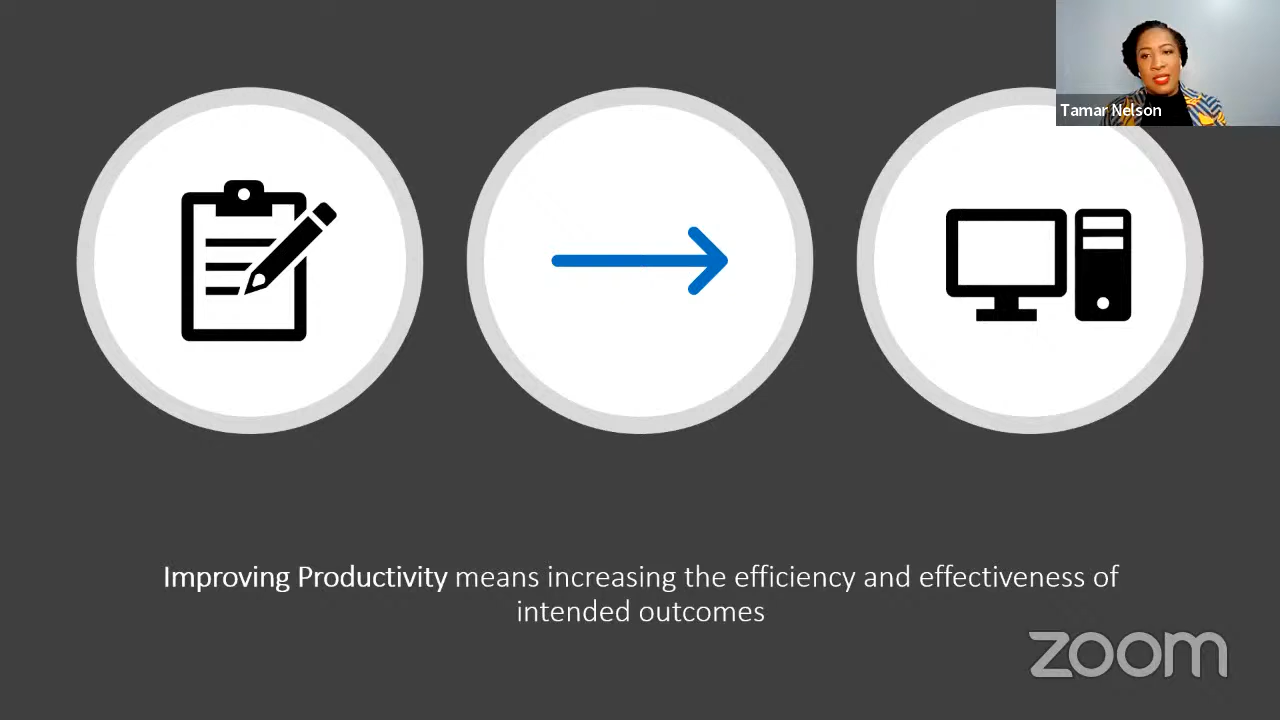 Tamar Nelson
Improving Productivity means increasing the efficiency and effectiveness of
intended outcomes
zoom